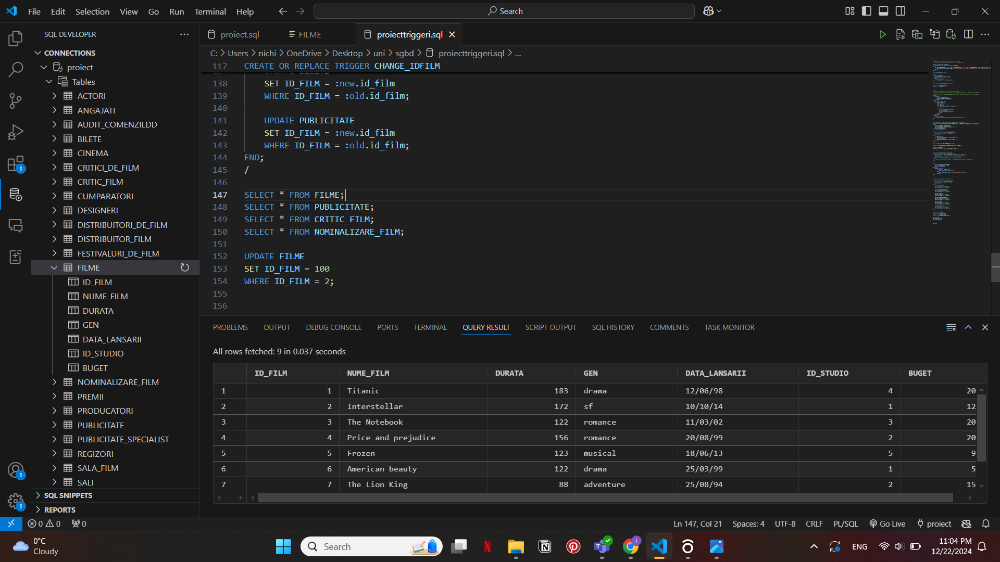 File Edit Selection View Go Run Terminal Help
Search
SQL DEVELOPER
CONNECTIONS
proiect
Tables
ACTORI
ANGAJATI
AUDIT_COMENZILDD
BILETE
CINEMA
CRITICI_DE_FILM
CRITIC_FILM
CUMPARATORI
DESIGNERI
DISTRIBUITORI_DE_FILM
DISTRIBUITOR_FILM
FESTIVALURI_DE_FILM
FILME
ID_FILM
NUME_FILM
DURATA
GEN
DATA_LANSARII
ID_STUDIO
BUGET
NOMINALIZARE_FILM
PREMII
PRODUCATORI
PUBLICITATE
PUBLICITATE_SPECIALIST
REGIZORI
SALA_FILM
SALI
SQL SNIPPETS
REPORTS
1
1
1
proiect.sql FILME proiecttriggeri.sql
C: > Users > nichi > OneDrive > Desktop > uni > sgbd > proiecttriggeri.sql > ...
117 CREATE OR REPLACE TRIGGER CHANGE_IDFILM
138 SET ID_FILM = :new.id_film
139 WHERE ID_FILM = :old.id_film;
140
141 UPDATE PUBLICITATE
142 SET ID_FILM = :new.id_film
143 WHERE ID_FILM = :old.id_film;
144 END;
145 /
146
147 SELECT * FROM FILME;
148 SELECT * FROM PUBLICITATE;
149 SELECT * FROM CRITIC_FILM;
150 SELECT * FROM NOMINALIZARE_FILM;
151
152 UPDATE FILME
153 SET ID_FILM = 100
154 WHERE ID_FILM = 2;
155
156
PROBLEMS OUTPUT DEBUG CONSOLE PORTS TERMINAL QUERY RESULT SCRIPT OUTPUT SQL HISTORY COMMENTS TASK MONITOR
All rows fetched: 9 in 0.037 seconds
ID_FILM NUME_FILM DURATA GEN DATA_LANSARII ID_STUDIO BUGET
1 1 Titanic 183 drama 12/06/98 4 20
2 2 Interstellar 172 sf 10/10/14 1 12
3 3 The Notebook 122 romance 11/03/02 3 20
4 4 Price and prejudice 156 romance 20/08/99 2 20
5 5 Frozen 123 musical 18/06/13 5 9
6 6 American beauty 122 drama 25/03/99 1 5
7 7 The Lion King 88 adventure 25/08/94 2 15
0 0 0 Ln 147, Col 21 Spaces: 4 UTF-8 CRLF PL/SQL Go Live proiect
0°C
Cloudy
Search
ENG
11:04 PM
12/22/2024